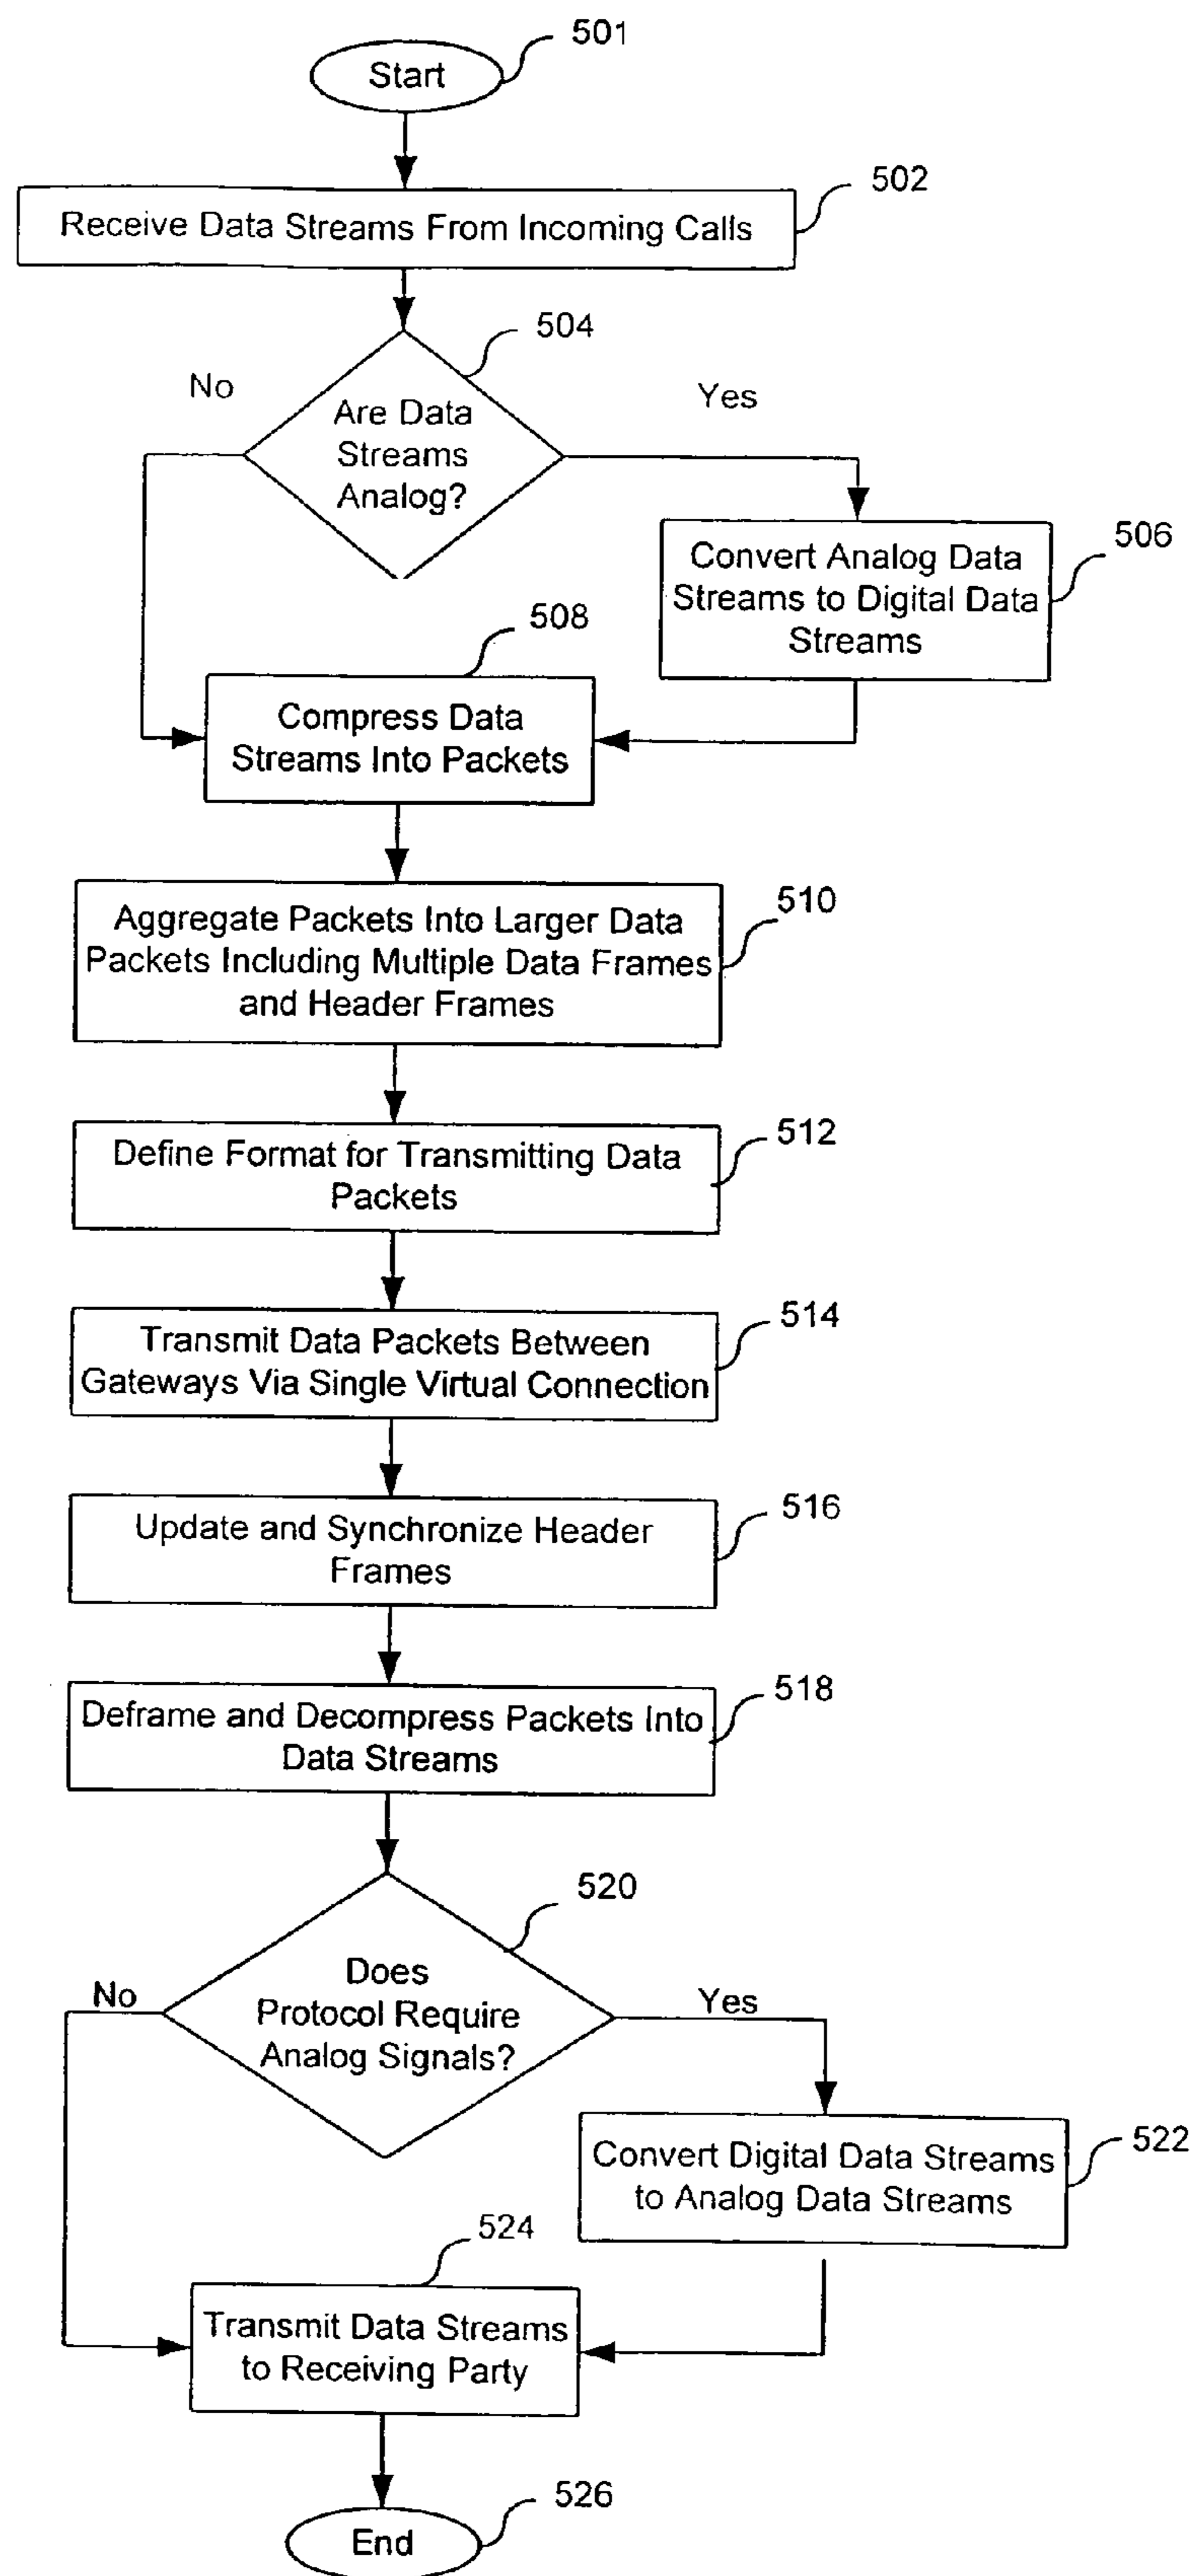 501
Start
502
Receive Data Streams From Incoming Calls
504
No
Yes
Are Data
Streams
Analog?
506
Convert Analog Data
Streams to Digital Data
Streams
508
Compress Data
Streams Into Packets
510
Aggregate Packets Into Larger Data
Packets Including Multiple Data Frames
and Header Frames
512
Define Format for Transmitting Data
Packets
514
Transmit Data Packets Between
Gateways Via Single Virtual Connection
516
Update and Synchronize Header
Frames
518
Deframe and Decompress Packets Into
Data Streams
520
No
Yes
Does
Protocol Require
Analog Signals?
522
Convert Digital Data Streams
to Analog Data Streams
524
Transmit Data Streams
to Receiving Party
526
End